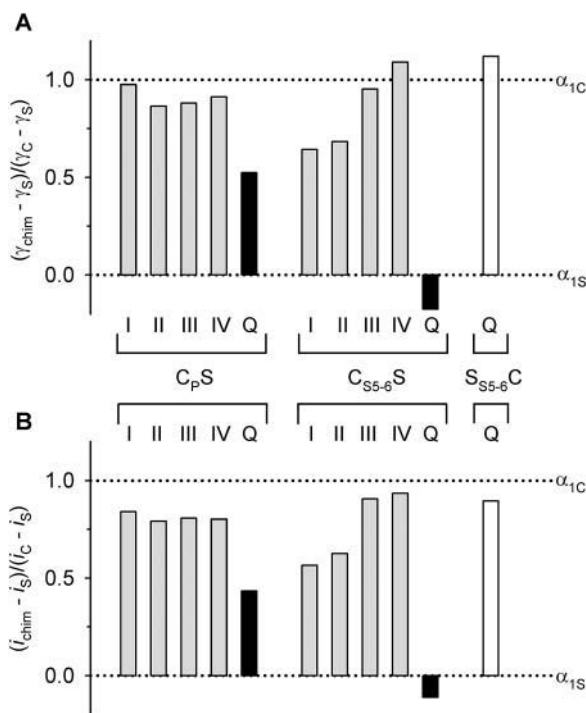 A
(γchim - γS)/(γC - γS)
1.0
α1C
0.5
0.0
α1S
I II III IV Q I II III IV Q Q
CPS CS5-6S SS5-6C
B
I II III IV Q I II III IV Q Q
(ichim - iS)/(iC - iS)
1.0
α1C
0.5
0.0
α1S